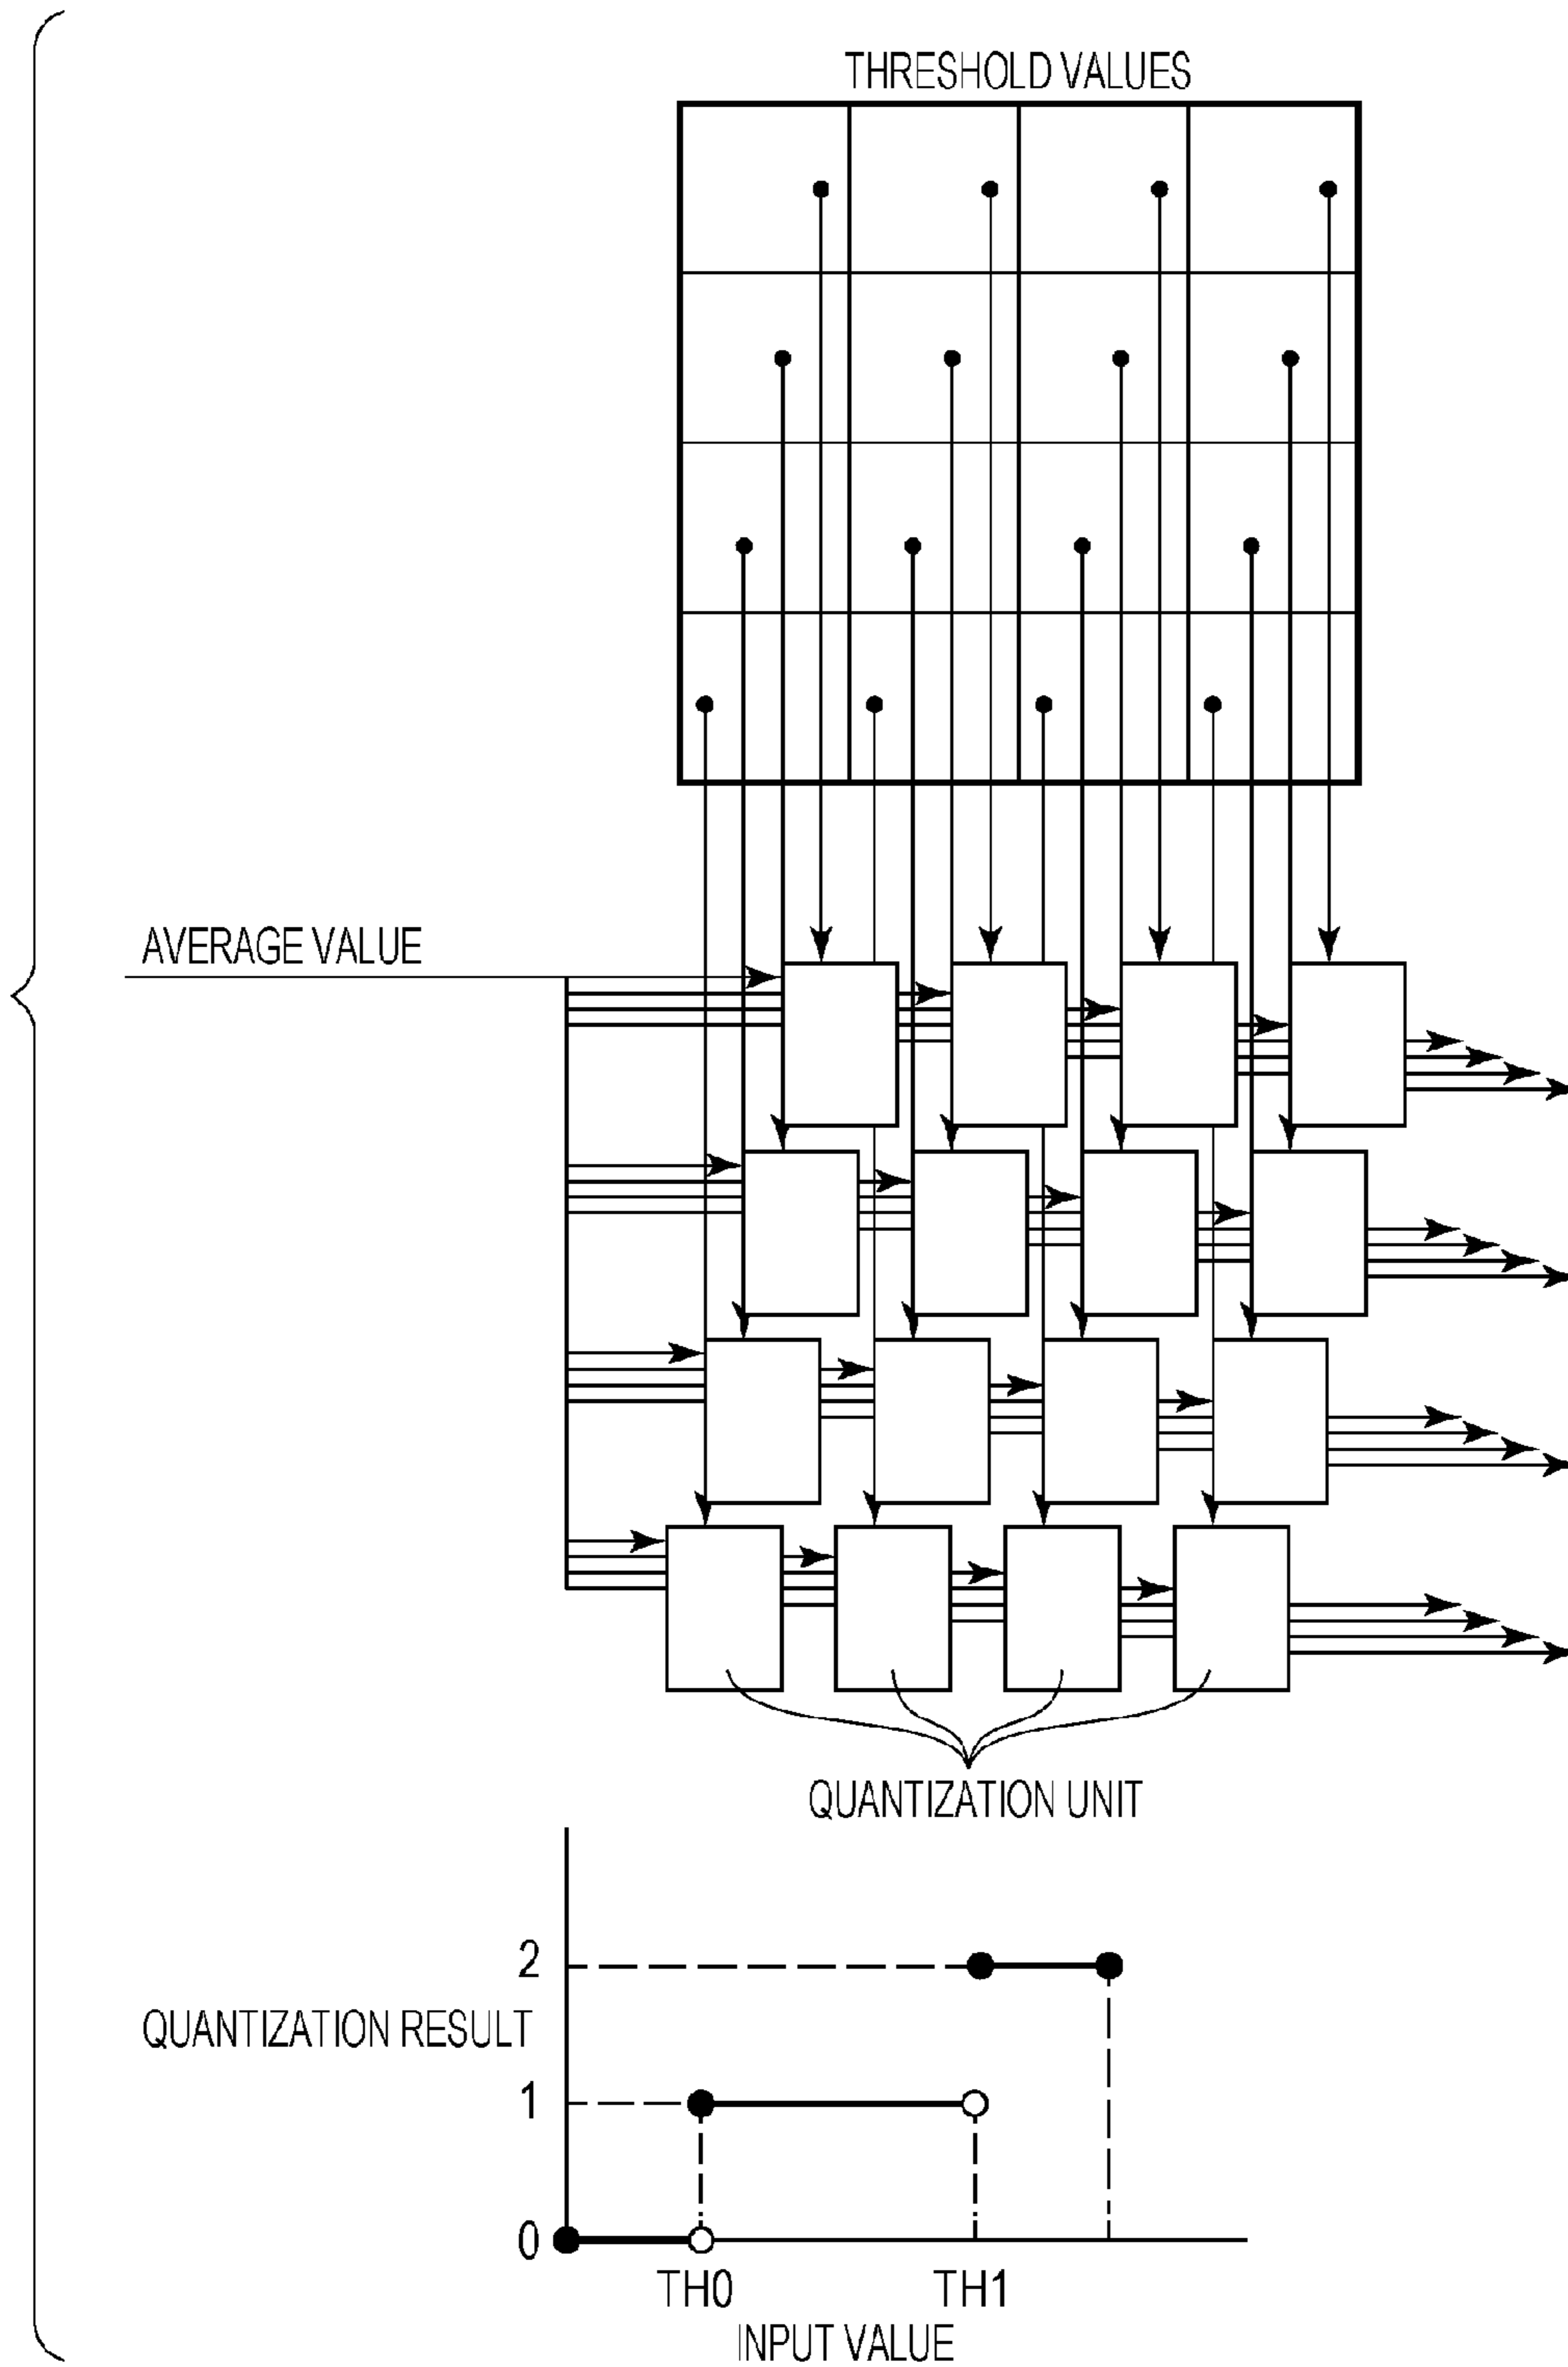 THRESHOLD VALUES
AVERAGE VALUE
QUANTIZATION UNIT
2
QUANTIZATION RESULT
1
0
TH0 TH1
INPUT VALUE